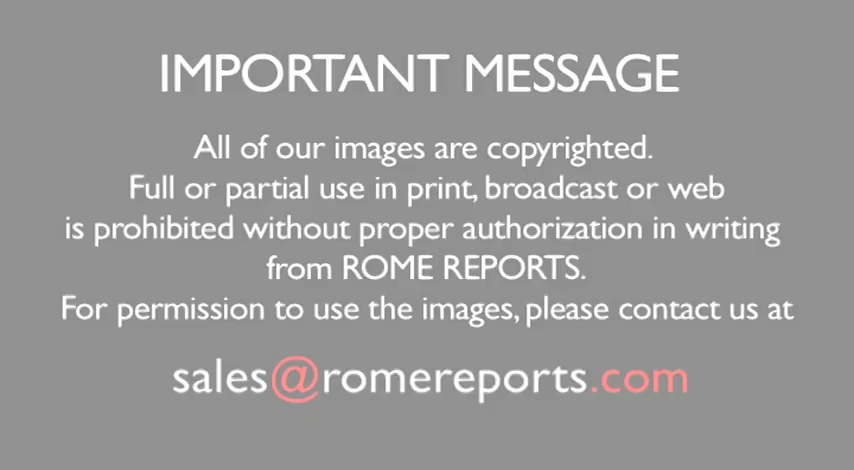 IMPORTANT MESSAGE
All of our images are copyrighted.
Full or partial use in print, broadcast or web
is prohibited without proper authorization in writing
from ROME REPORTS.
For permission to use the images, please contact us at
sales@romereports.com